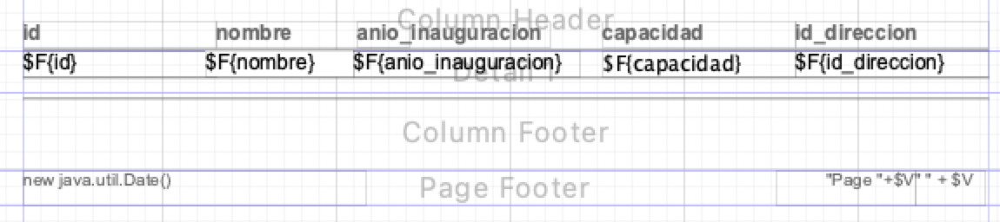 Column Header
id nombre anio_inauguracion capacidad id_direccion
$F{id} $F{nombre} $F{anio_inauguracion} $F{capacidad} $F{id_direccion}
Detail 1
Column Footer
new java.util.Date() Page Footer "Page "+$V" " + $V